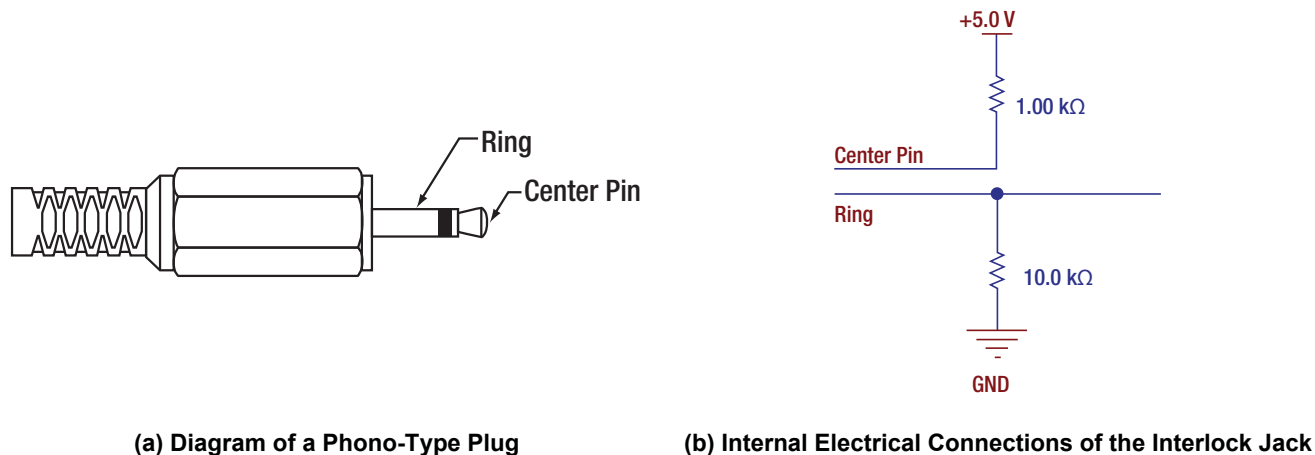 Ring
Center Pin
(a) Diagram of a Phono-Type Plug
+5.0 V
1.00 kΩ
Center Pin
Ring
10.0 kΩ
GND
(b) Internal Electrical Connections of the Interlock Jack